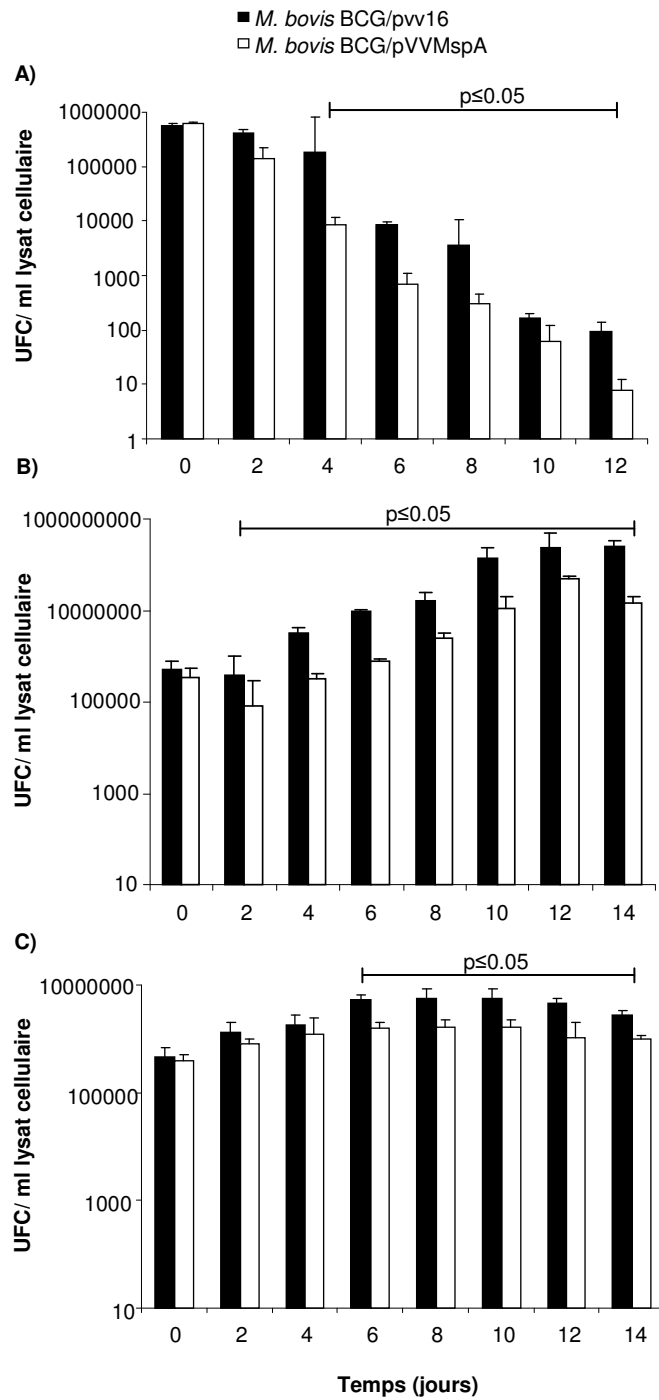 M. bovis BCG/pvv16
M. bovis BCG/pVVMspA
A)
p≤0.05
1000000
100000
10000
1000
100
10
1
UFC/ ml lysat cellulaire
0 2 4 6 8 10 12
B)
p≤0.05
1000000000
10000000
100000
1000
10
UFC/ ml lysat cellulaire
0 2 4 6 8 10 12 14
C)
p≤0.05
10000000
100000
1000
10
UFC/ ml lysat cellulaire
0 2 4 6 8 10 12 14
Temps (jours)